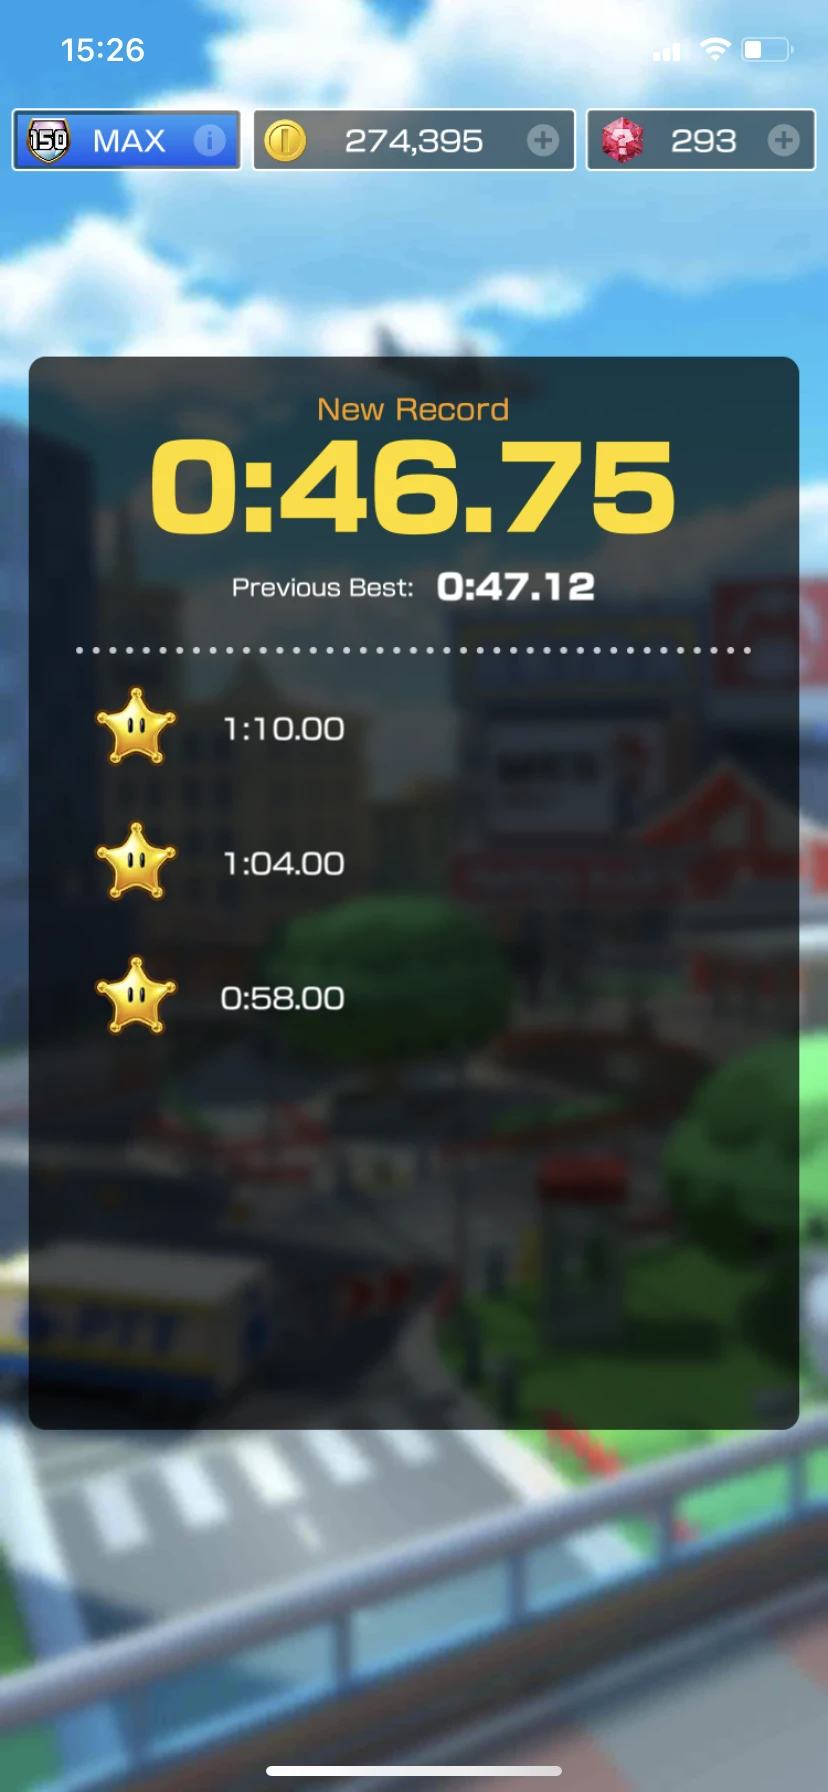 15:26
150 MAX i 274,395 + ? 293 +
New Record
0:46.75
Previous Best: 0:47.12
1:10.00
1:04.00
0:58.00